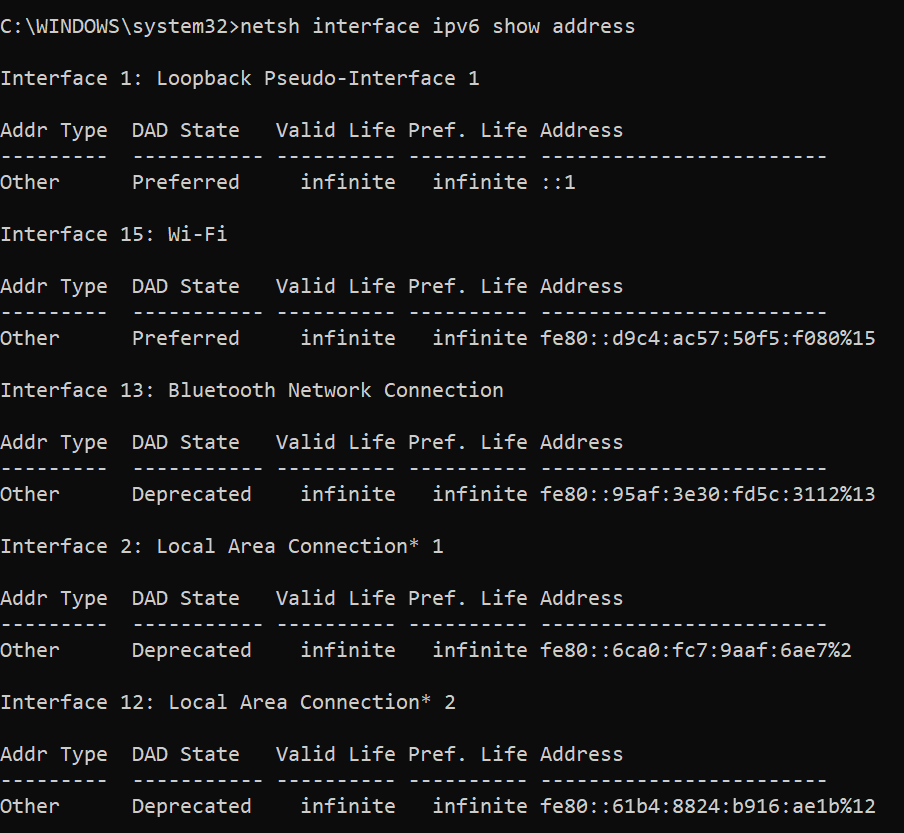 C:\WINDOWS\system32>netsh interface ipv6 show address
Interface 1: Loopback Pseudo-Interface 1
Addr Type  DAD State   Valid Life Pref. Life Address
---------  ----------- ---------- ---------- ------------------------
Other      Preferred     infinite   infinite ::1
Interface 15: Wi-Fi
Addr Type  DAD State   Valid Life Pref. Life Address
---------  ----------- ---------- ---------- ------------------------
Other      Preferred     infinite   infinite fe80::d9c4:ac57:50f5:f080%15
Interface 13: Bluetooth Network Connection
Addr Type  DAD State   Valid Life Pref. Life Address
---------  ----------- ---------- ---------- ------------------------
Other      Deprecated    infinite   infinite fe80::95af:3e30:fd5c:3112%13
Interface 2: Local Area Connection* 1
Addr Type  DAD State   Valid Life Pref. Life Address
---------  ----------- ---------- ---------- ------------------------
Other      Deprecated    infinite   infinite fe80::6ca0:fc7:9aaf:6ae7%2
Interface 12: Local Area Connection* 2
Addr Type  DAD State   Valid Life Pref. Life Address
---------  ----------- ---------- ---------- ------------------------
Other      Deprecated    infinite   infinite fe80::61b4:8824:b916:ae1b%12